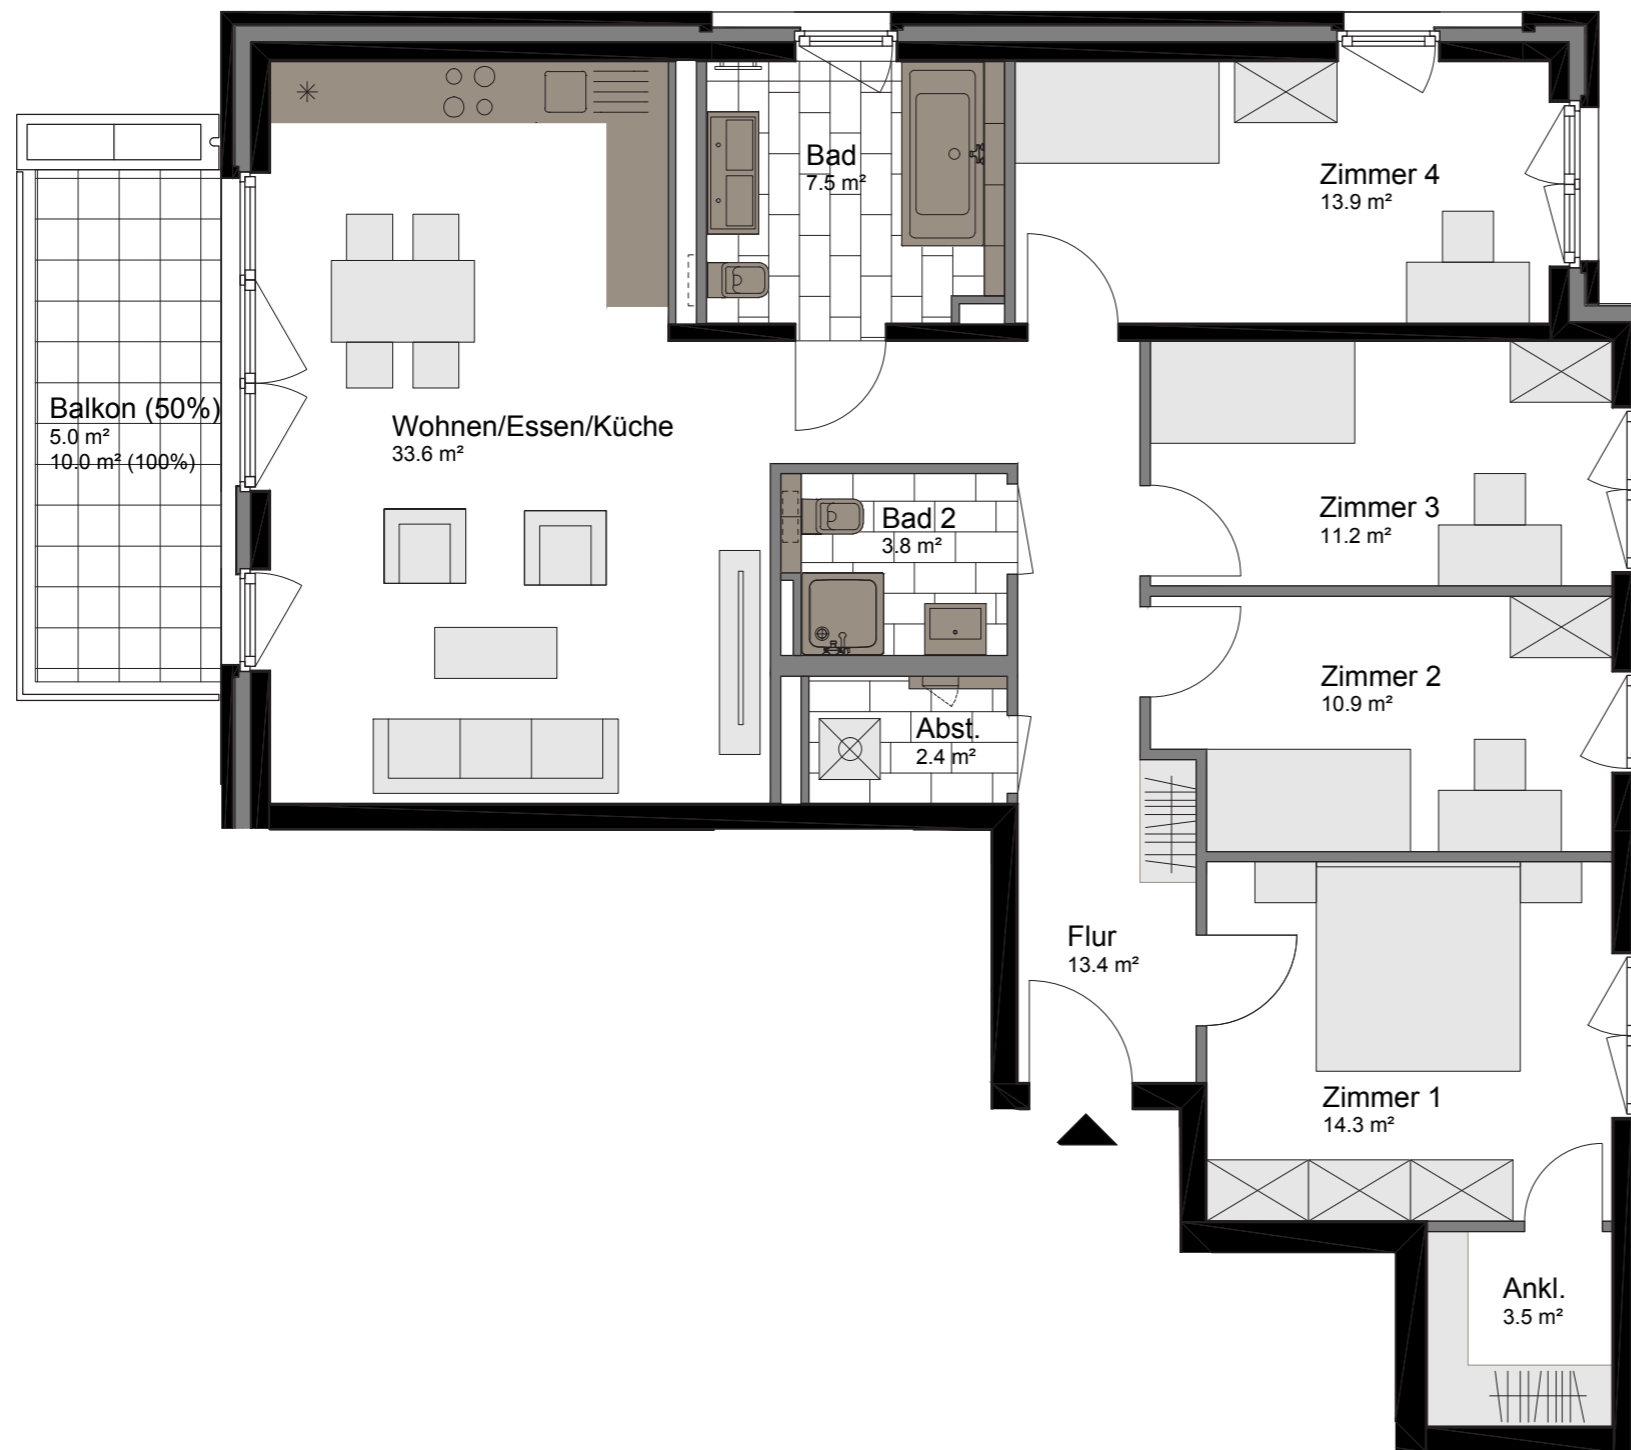 Bad
7.5 m²
Zimmer 4
13.9 m²
Balkon (50%)
5.0 m²
10.0 m² (100%)
Wohnen/Essen/Küche
33.6 m²
Bad 2
3.8 m²
Zimmer 3
11.2 m²
Zimmer 2
10.9 m²
Abst.
2.4 m²
Flur
13.4 m²
Zimmer 1
14.3 m²
Ankl.
3.5 m²